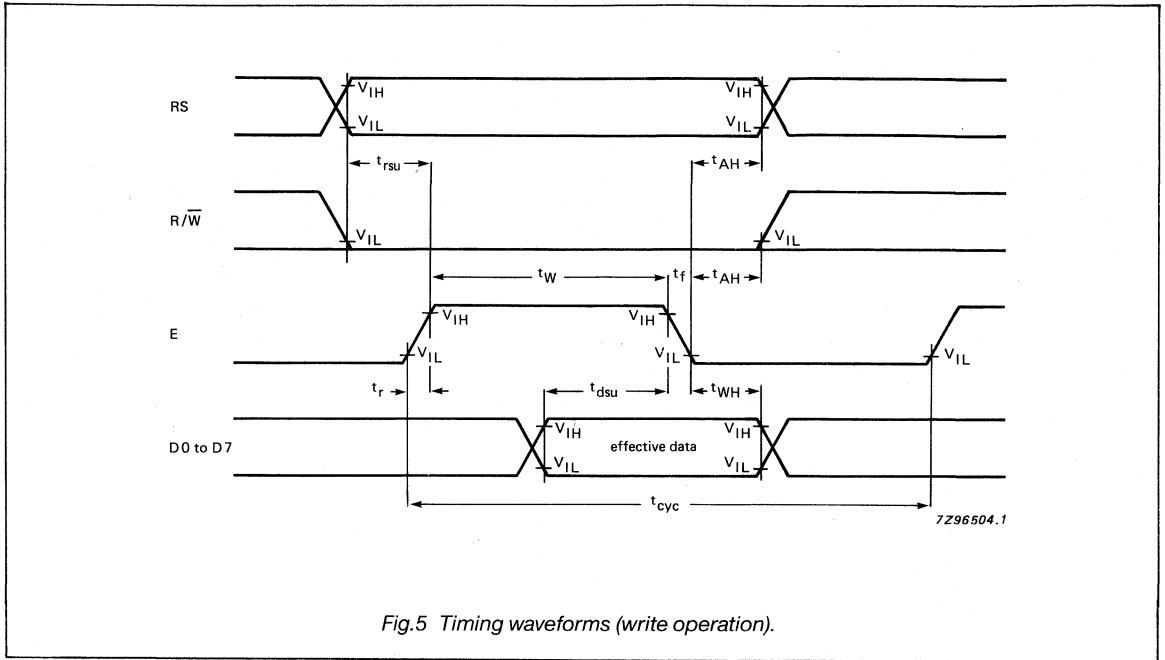 RS
V_IH V_IH
V_IL V_IL
t_rsu t_AH
R/W̅
V_IL V_IL
t_W t_f t_AH
E
V_IH V_IH
V_IL V_IL V_IL
t_r t_dsu t_WH
D0 to D7
V_IH effective data V_IH
V_IL V_IL
t_cyc
7Z96504.1
Fig.5 Timing waveforms (write operation).